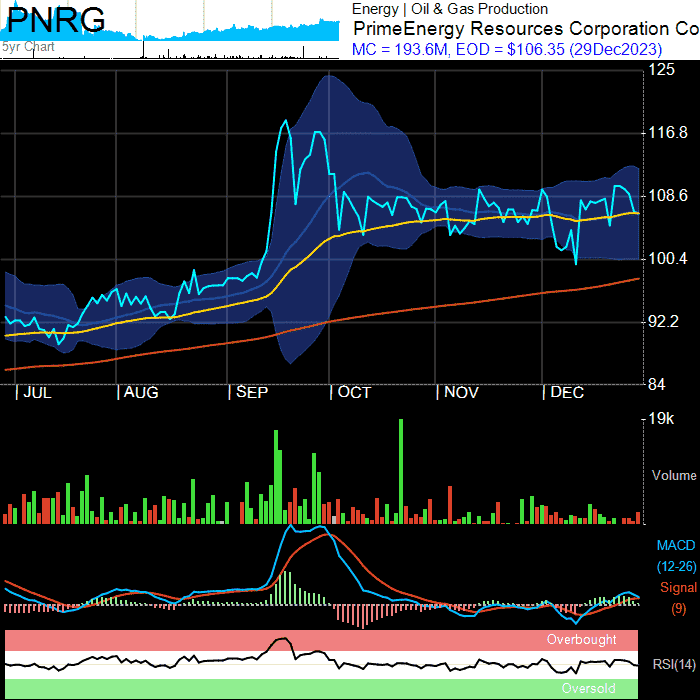 PNRG
5yr Chart
Energy | Oil & Gas Production
PrimeEnergy Resources Corporation Co
MC = 193.6M, EOD = $106.35 (29Dec2023)
125
116.8
108.6
100.4
92.2
84
| JUL | AUG | SEP | OCT | NOV | DEC
19k
Volume
MACD
(12-26)
Signal
(9)
Overbought
RSI(14)
Oversold